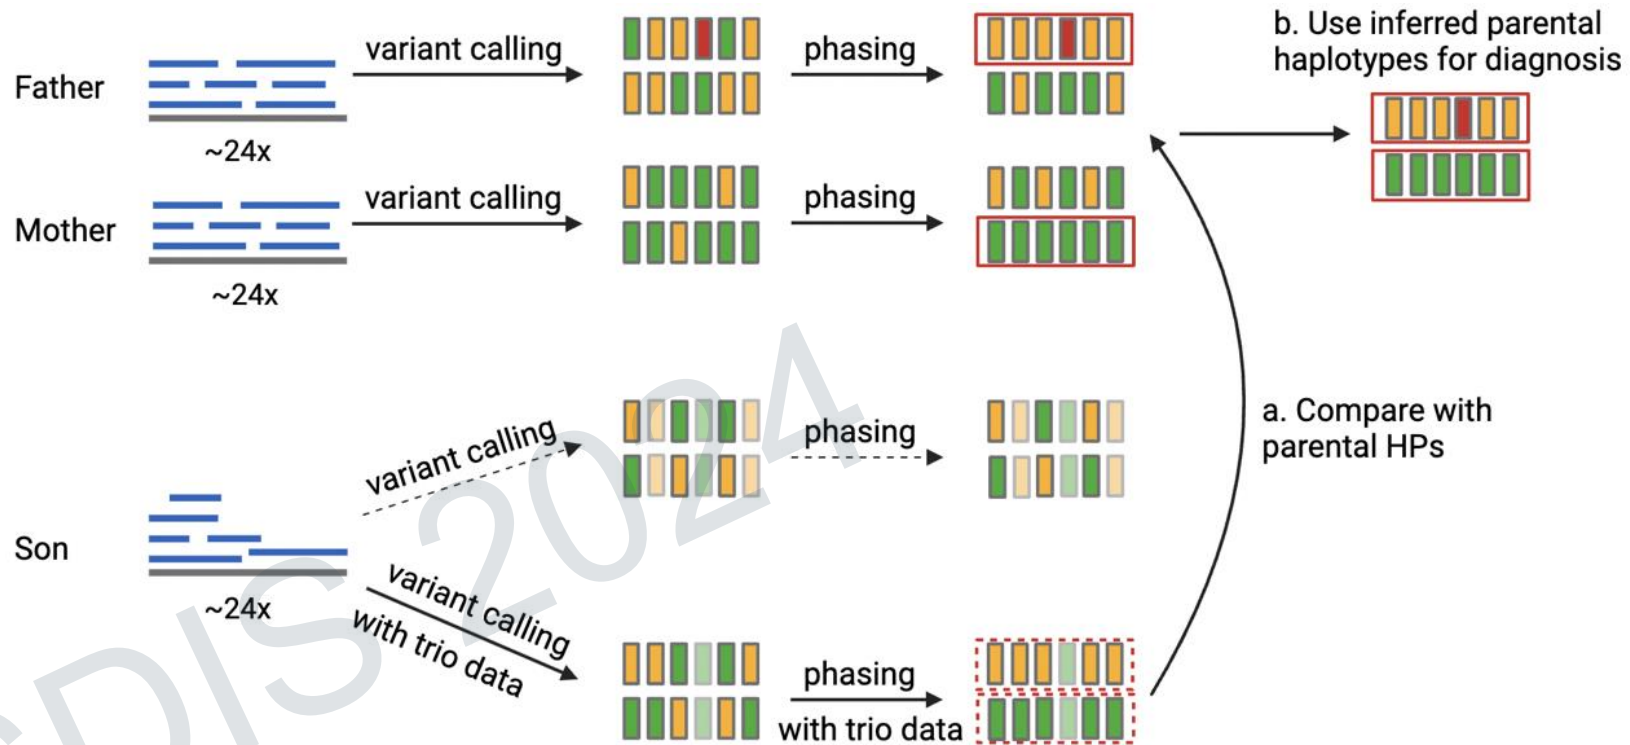 Father
~24x
variant calling
phasing
b. Use inferred parental
haplotypes for diagnosis
Mother
~24x
variant calling
phasing
Son
~24x
variant calling
phasing
a. Compare with
parental HPs
variant calling
with trio data
phasing
with trio data
DIS 2024